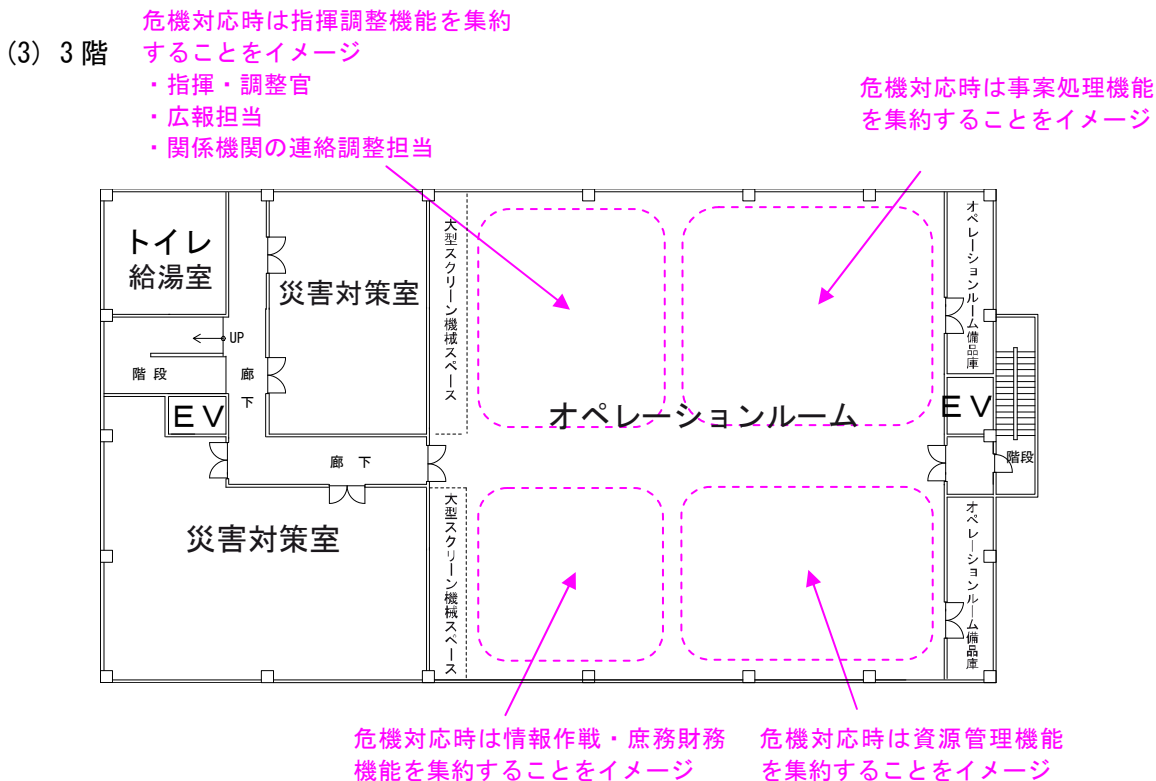 (3) 3階
危機対応時は指揮調整機能を集約
することをイメージ
・指揮・調整官
・広報担当
・関係機関の連絡調整担当
危機対応時は事案処理機能
を集約することをイメージ
トイレ
給湯室
災害対策室
大型スクリーン機械スペース
オペレーションルーム備品庫
UP
階段
廊下
EV
オペレーションルーム
EV
廊下
階段
災害対策室
大型スクリーン機械スペース
オペレーションルーム備品庫
危機対応時は情報作戦・庶務財務
機能を集約することをイメージ
危機対応時は資源管理機能
を集約することをイメージ